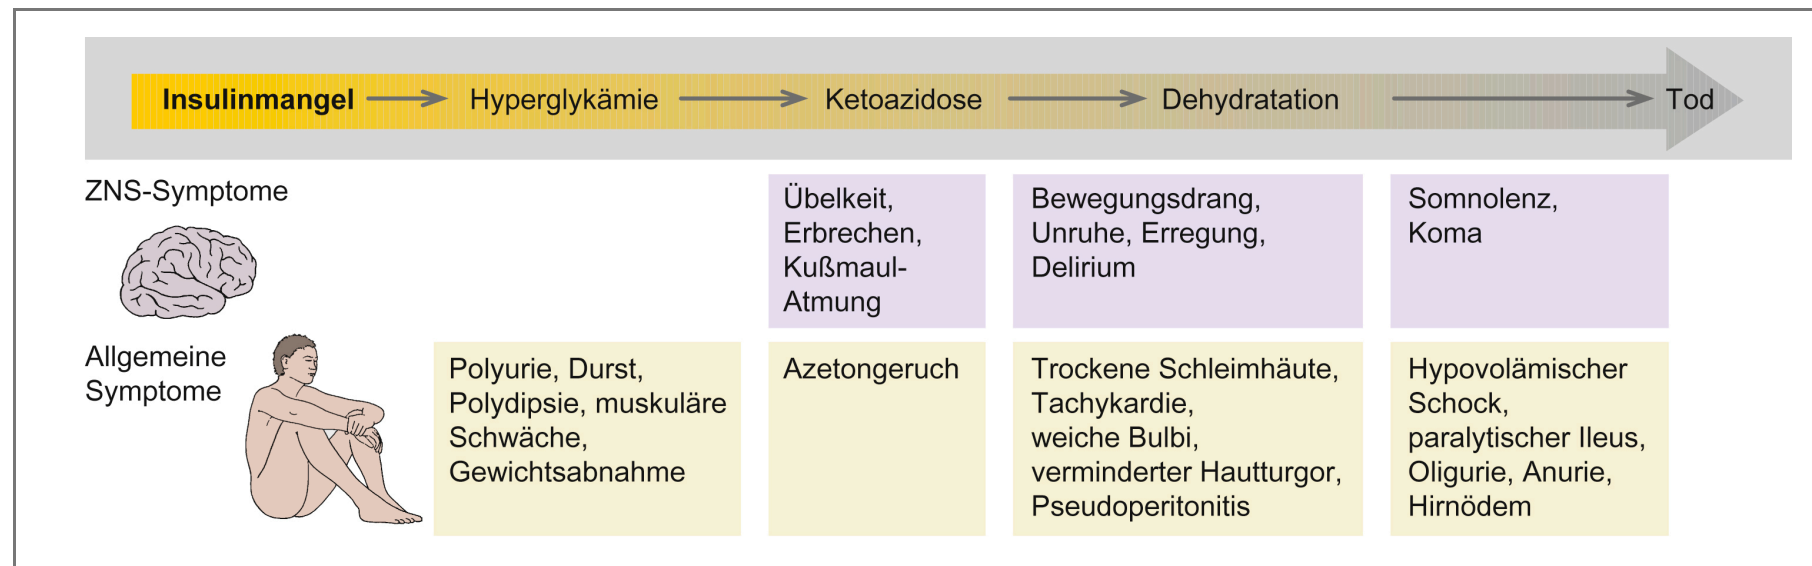 Insulinmangel Hyperglykämie Ketoazidose Dehydratation Tod
ZNS-Symptome
Übelkeit,
Erbrechen,
Kußmaul-
Atmung
Bewegungsdrang,
Unruhe, Erregung,
Delirium
Somnolenz,
Koma
Allgemeine
Symptome
Polyurie, Durst,
Polydipsie, muskuläre
Schwäche,
Gewichtsabnahme
Azetongeruch
Trockene Schleimhäute,
Tachykardie,
weiche Bulbi,
verminderter Hautturgor,
Pseudoperitonitis
Hypovolämischer
Schock,
paralytischer Ileus,
Oligurie, Anurie,
Hirnödem